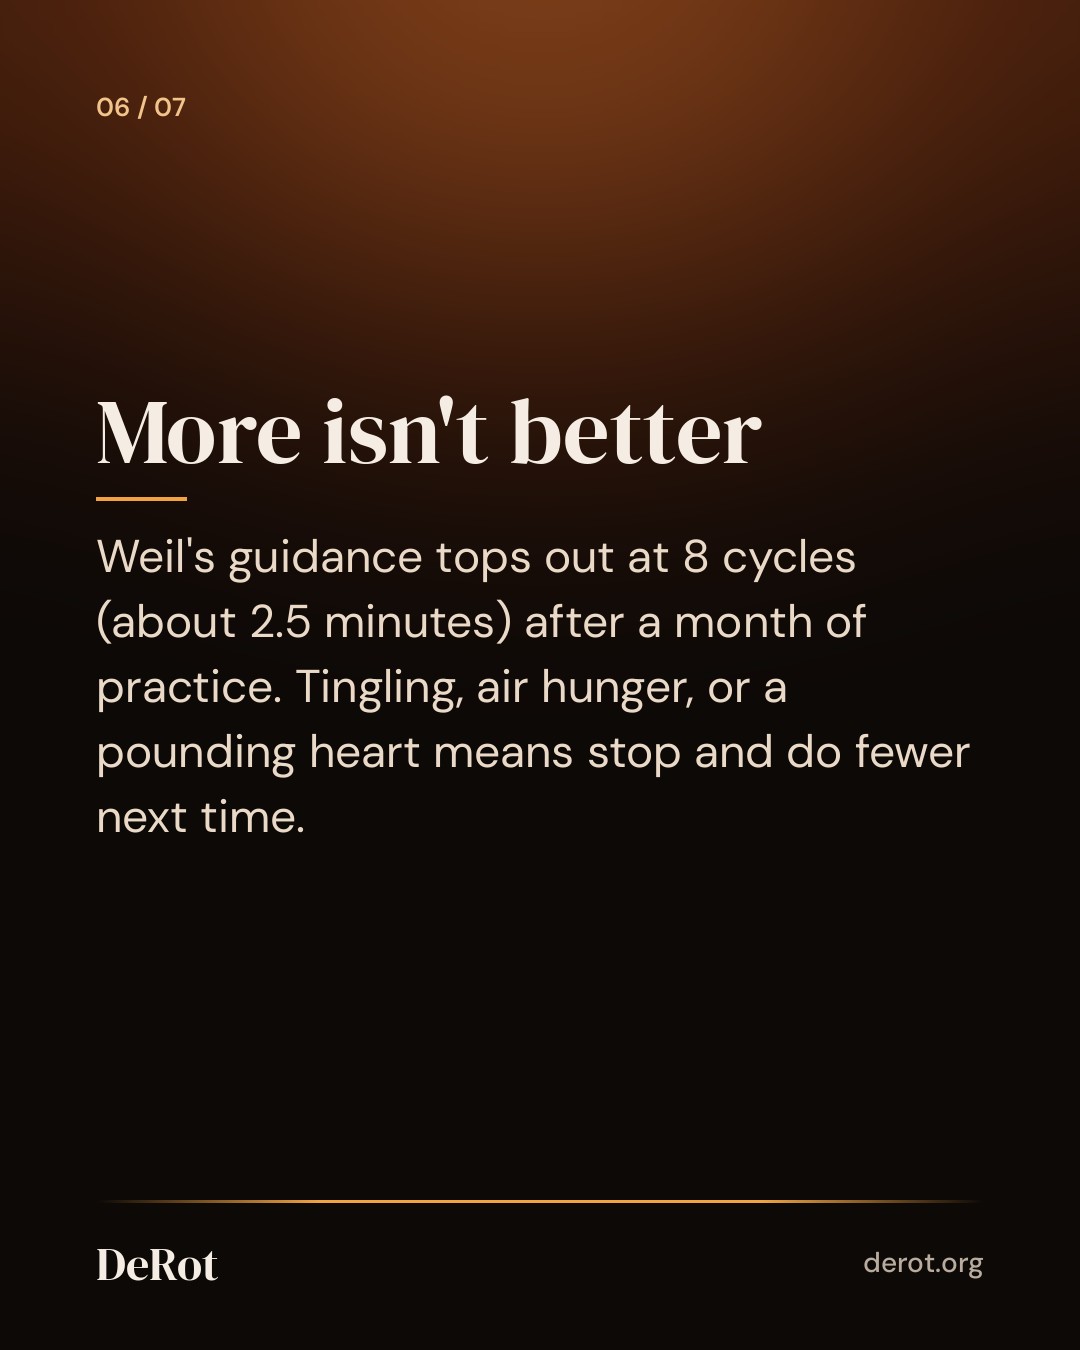 06 / 07
More isn't better
Weil's guidance tops out at 8 cycles
(about 2.5 minutes) after a month of
practice. Tingling, air hunger, or a
pounding heart means stop and do fewer
next time.
DeRot
derot.org